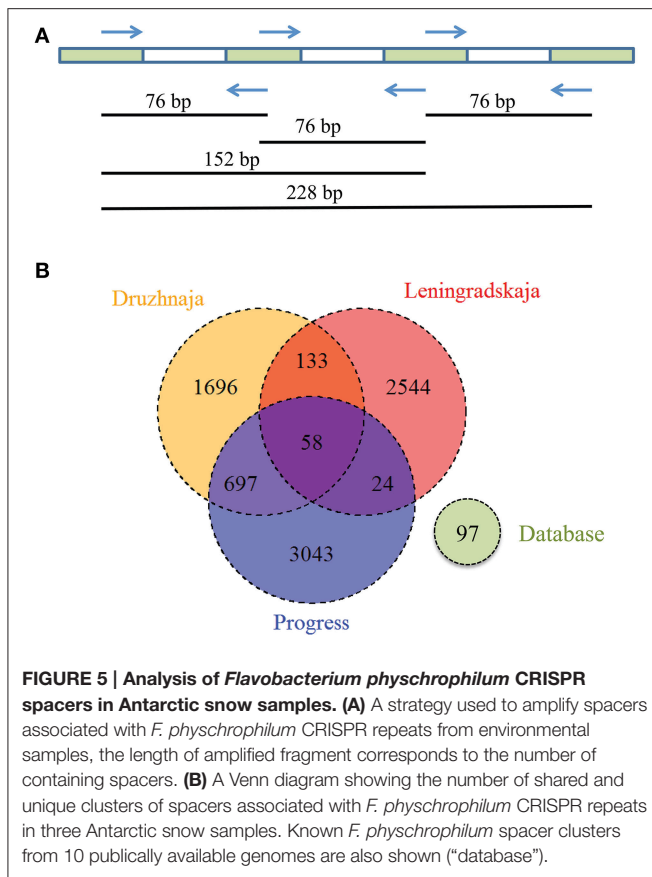 A
76 bp
76 bp
76 bp
152 bp
228 bp
B
Druzhnaja
Leningradskaja
133
1696
2544
58
697
24
97
Database
3043
Progress
FIGURE 5 | Analysis of Flavobacterium physchrophilum CRISPR
spacers in Antarctic snow samples. (A) A strategy used to amplify spacers
associated with F. physchrophilum CRISPR repeats from environmental
samples, the length of amplified fragment corresponds to the number of
containing spacers. (B) A Venn diagram showing the number of shared and
unique clusters of spacers associated with F. physchrophilum CRISPR repeats
in three Antarctic snow samples. Known F. physchrophilum spacer clusters
from 10 publically available genomes are also shown (“database”).